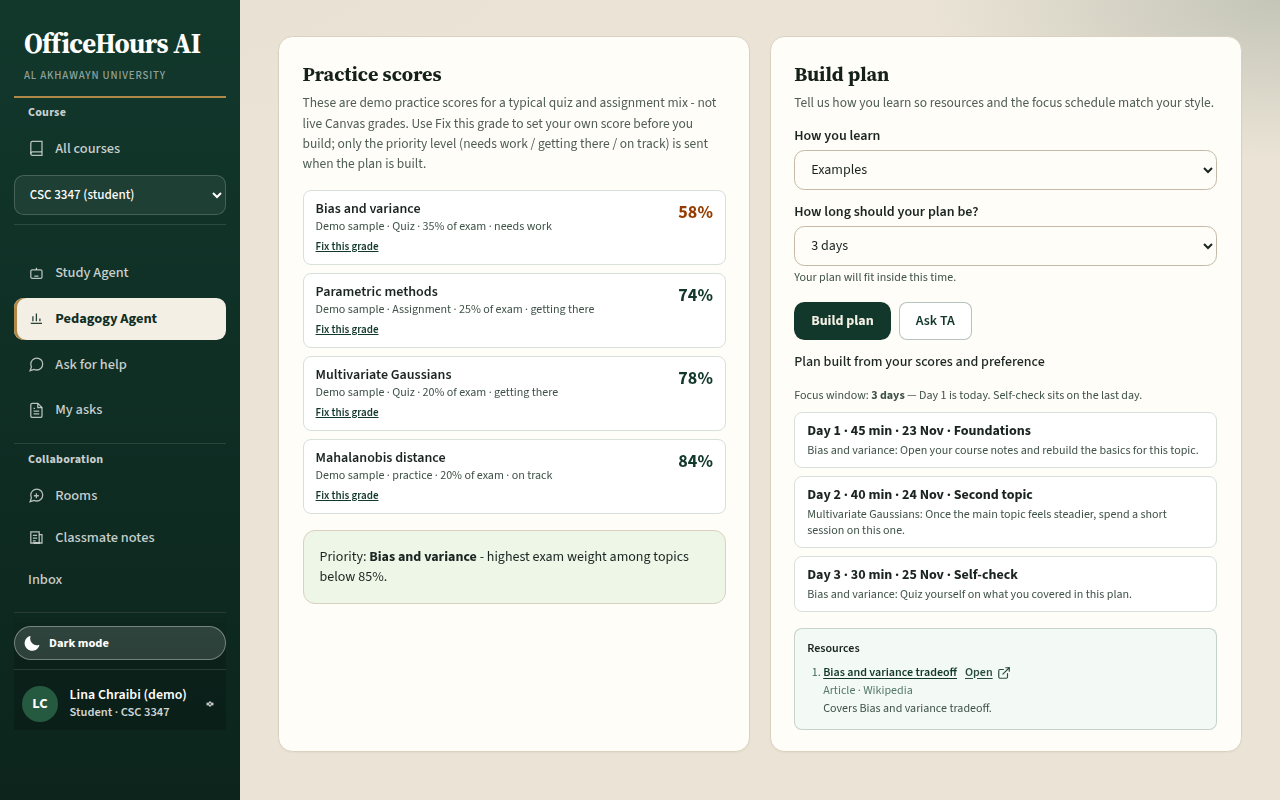 OfficeHours AI
AL AKHAWAYN UNIVERSITY
Course
All courses
CSC 3347 (student)
Study Agent
Pedagogy Agent
Ask for help
My asks
Collaboration
Rooms
Classmate notes
Inbox
Dark mode
LC
Lina Chraibi (demo)
Student · CSC 3347
Practice scores
These are demo practice scores for a typical quiz and assignment mix - not
live Canvas grades. Use Fix this grade to set your own score before you
build; only the priority level (needs work / getting there / on track) is sent
when the plan is built.
Bias and variance
58%
Demo sample · Quiz · 35% of exam · needs work
Fix this grade
Parametric methods
74%
Demo sample · Assignment · 25% of exam · getting there
Fix this grade
Multivariate Gaussians
78%
Demo sample · Quiz · 20% of exam · getting there
Fix this grade
Mahalanobis distance
84%
Demo sample · practice · 20% of exam · on track
Fix this grade
Priority: Bias and variance - highest exam weight among topics
below 85%.
Build plan
Tell us how you learn so resources and the focus schedule match your style.
How you learn
Examples
How long should your plan be?
3 days
Your plan will fit inside this time.
Build plan
Ask TA
Plan built from your scores and preference
Focus window: 3 days — Day 1 is today. Self-check sits on the last day.
Day 1 · 45 min · 23 Nov · Foundations
Bias and variance: Open your course notes and rebuild the basics for this topic.
Day 2 · 40 min · 24 Nov · Second topic
Multivariate Gaussians: Once the main topic feels steadier, spend a short
session on this one.
Day 3 · 30 min · 25 Nov · Self-check
Bias and variance: Quiz yourself on what you covered in this plan.
Resources
1. Bias and variance tradeoff Open
Article · Wikipedia
Covers Bias and variance tradeoff.